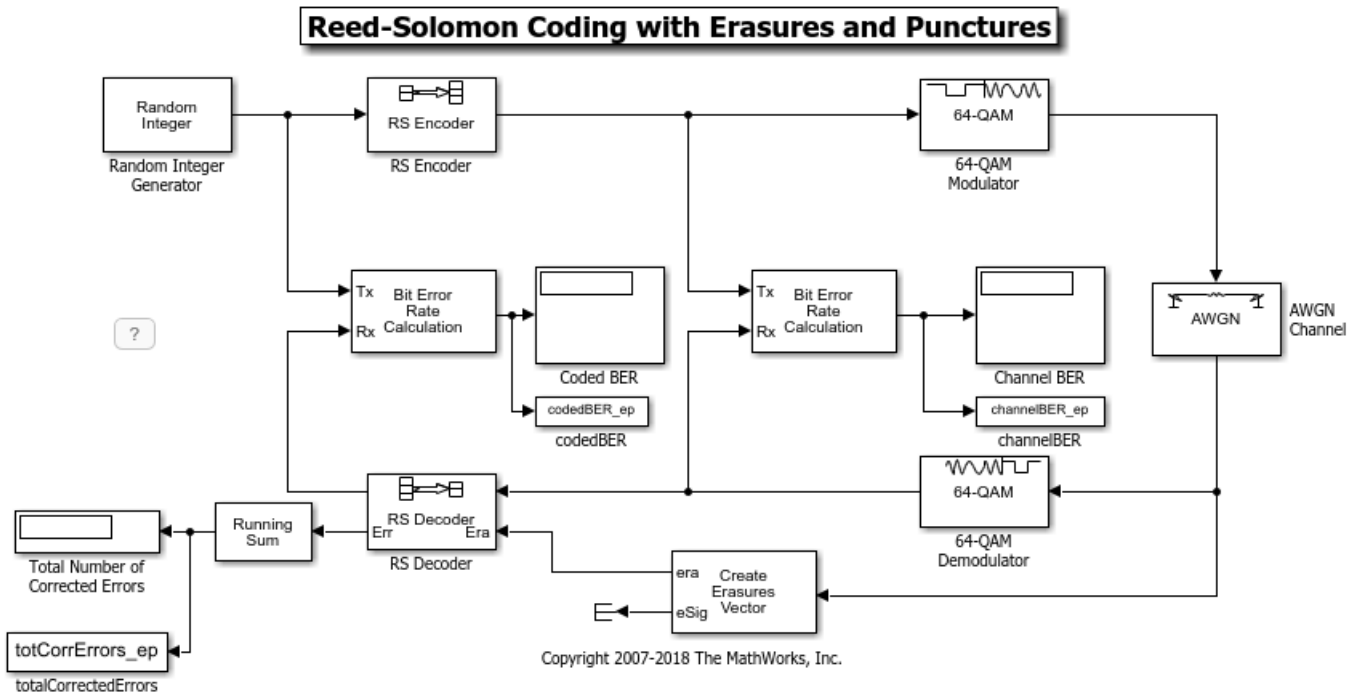 Reed-Solomon Coding with Erasures and Punctures
Random
Integer
Random Integer
Generator
RS Encoder
RS Encoder
64-QAM
64-QAM
Modulator
Tx
Rx
Bit Error
Rate
Calculation
Coded BER
codedBER_ep
codedBER
Tx
Rx
Bit Error
Rate
Calculation
Channel BER
channelBER_ep
channelBER
AWGN
AWGN
Channel
?
64-QAM
64-QAM
Demodulator
RS Decoder
Err
Era
RS Decoder
Running
Sum
Total Number of
Corrected Errors
totCorrErrors_ep
totalCorrectedErrors
era
eSig
Create
Erasures
Vector
Copyright 2007-2018 The MathWorks, Inc.